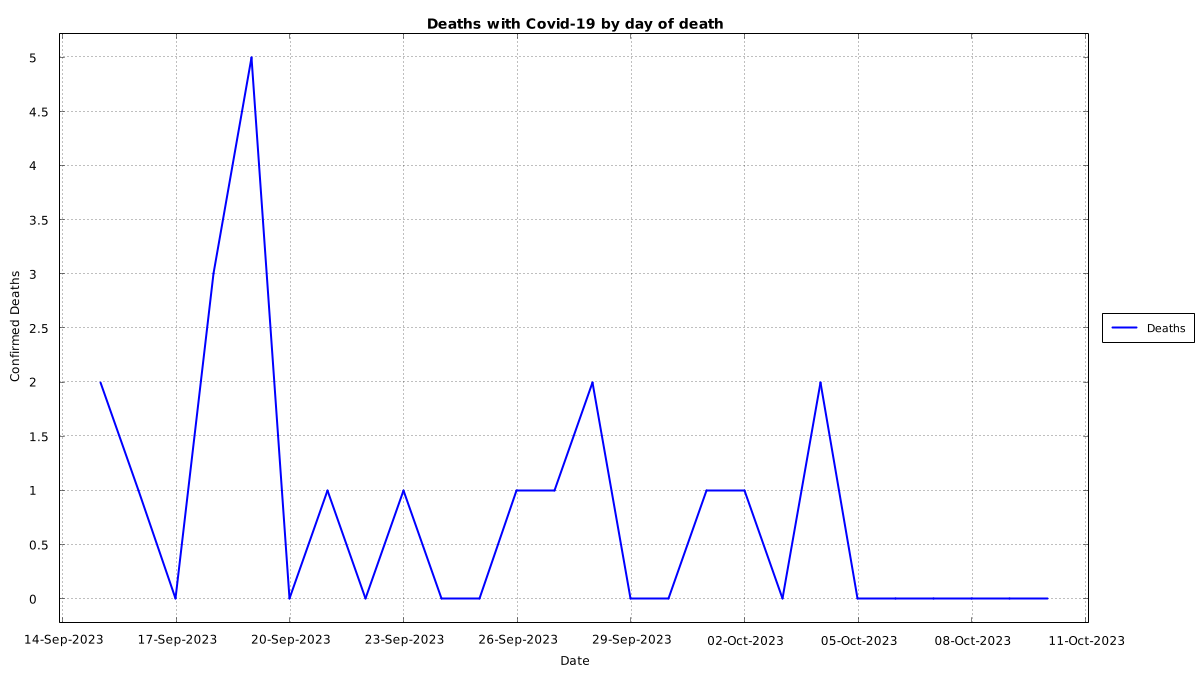 Deaths with Covid-19 by day of death
5
4.5
4
3.5
3
2.5
2
1.5
1
0.5
0
Confirmed Deaths
Deaths
14-Sep-2023 17-Sep-2023 20-Sep-2023 23-Sep-2023 26-Sep-2023 29-Sep-2023 02-Oct-2023 05-Oct-2023 08-Oct-2023 11-Oct-2023
Date